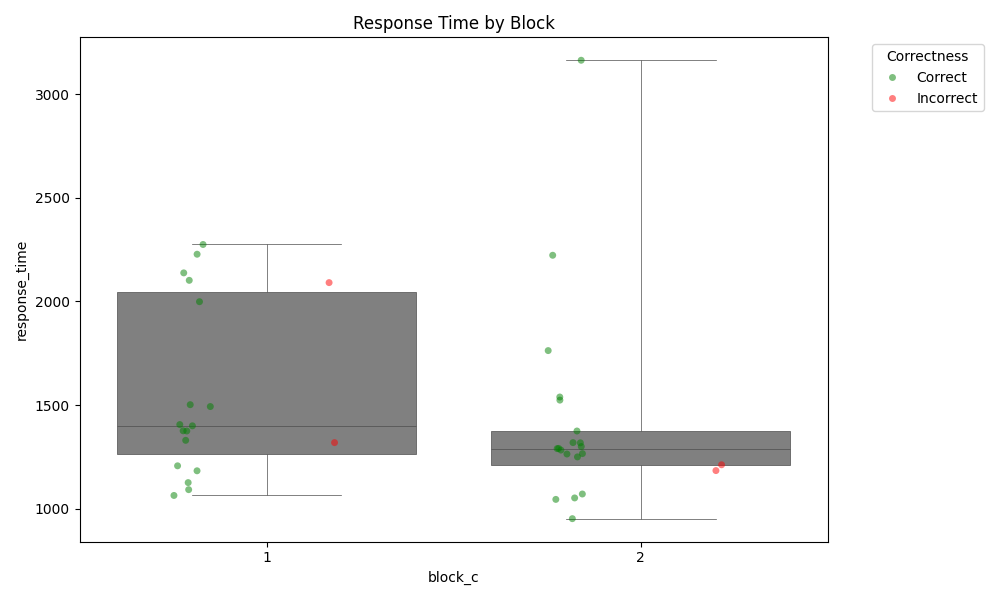 Response Time by Block
Correctness
Correct
Incorrect
response_time
3000
2500
2000
1500
1000
1
2
block_c